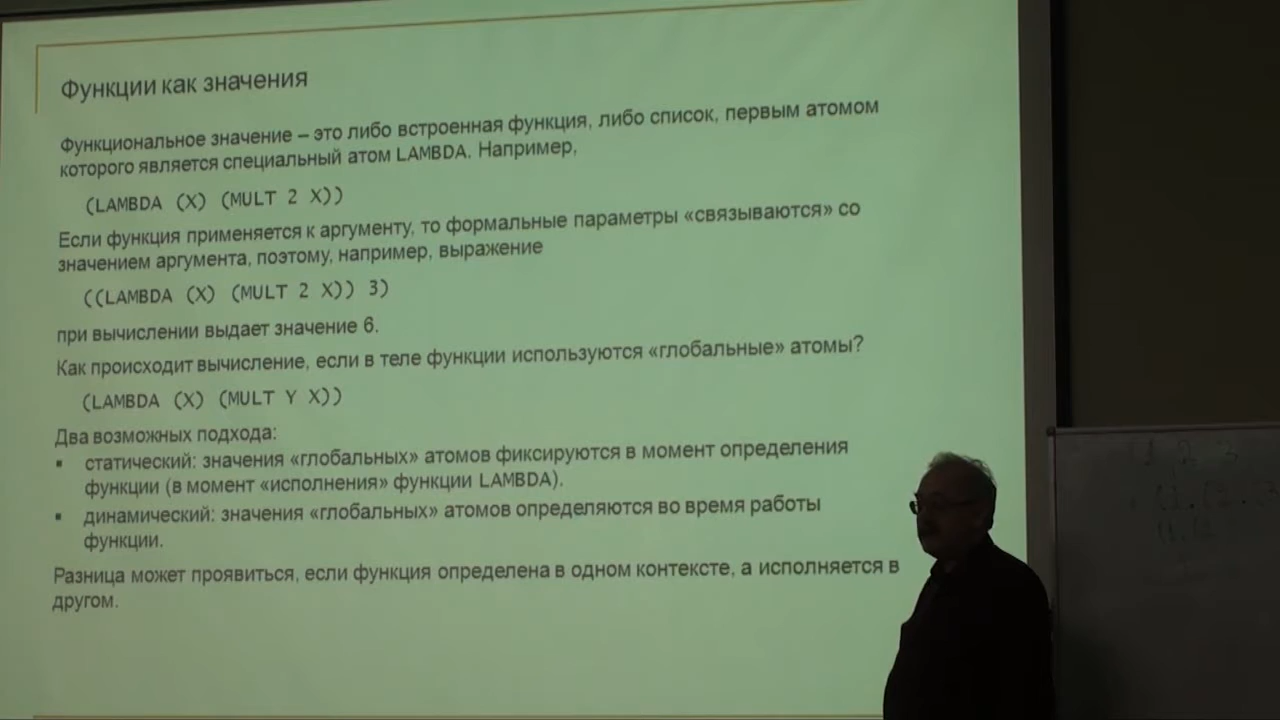 Функции как значения
Функциональное значение – это либо встроенная функция, либо список, первым атомом
которого является специальный атом LAMBDA. Например,
(LAMBDA (X) (MULT 2 X))
Если функция применяется к аргументу, то формальные параметры «связываются» со
значением аргумента, поэтому, например, выражение
((LAMBDA (X) (MULT 2 X)) 3)
при вычислении выдает значение 6.
Как происходит вычисление, если в теле функции используются «глобальные» атомы?
(LAMBDA (X) (MULT Y X))
Два возможных подхода:
▪ статический: значения «глобальных» атомов фиксируются в момент определения
функции (в момент «исполнения» функции LAMBDA).
▪ динамический: значения «глобальных» атомов определяются во время работы
функции.
Разница может проявиться, если функция определена в одном контексте, а исполняется в
другом.